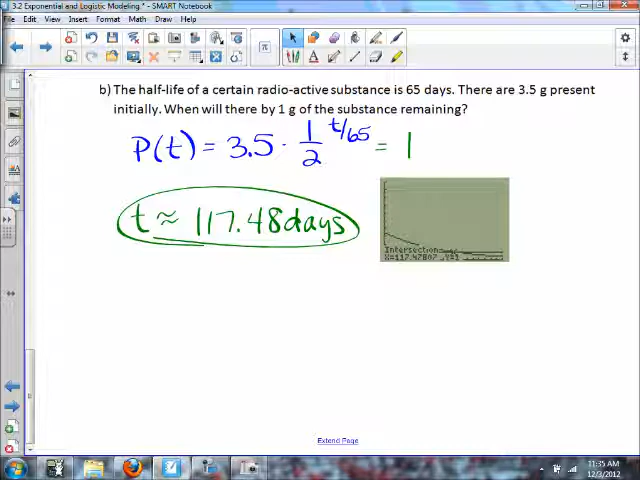 3.2 Exponential and Logistic Modeling.* - SMART Notebook
File Edit View Insert Format Math Draw Help
b) The half-life of a certain radio-active substance is 65 days. There are 3.5 g present
initially. When will there by 1 g of the substance remaining?
P(t) = 3.5 · 1/2 t/65 = 1
t ≈ 117.48days
Intersection
X=117.47807 Y=1
Extend Page
11:35 AM
12/3/2012